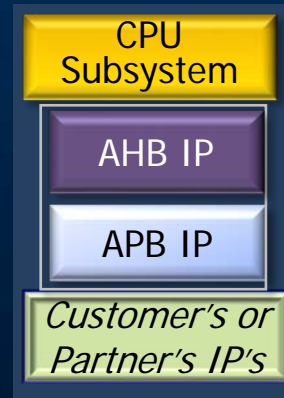 CPU
Subsystem
AHB IP
APB IP
Customer's or
Partner's IP's